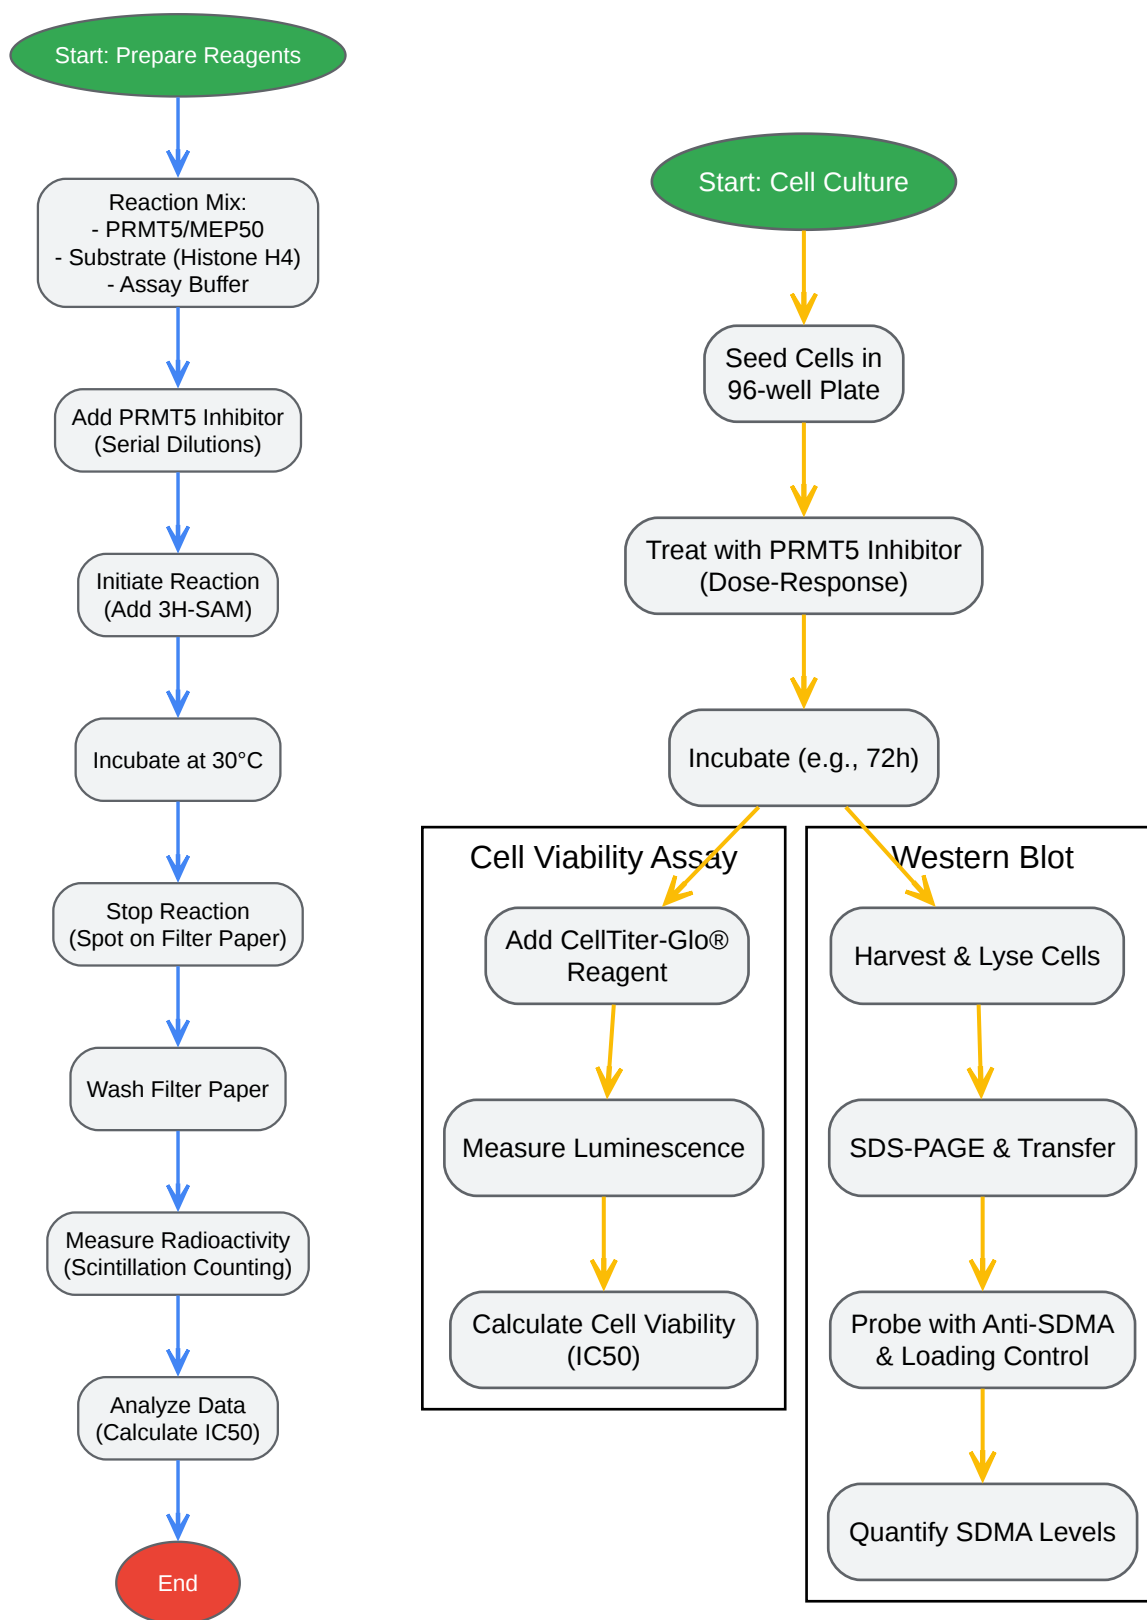 Start: Prepare Reagents
Reaction Mix:
- PRMT5/MEP50
- Substrate (Histone H4)
- Assay Buffer
Add PRMT5 Inhibitor
(Serial Dilutions)
Initiate Reaction
(Add 3H-SAM)
Incubate at 30°C
Stop Reaction
(Spot on Filter Paper)
Wash Filter Paper
Measure Radioactivity
(Scintillation Counting)
Analyze Data
(Calculate IC50)
End
Start: Cell Culture
Seed Cells in
96-well Plate
Treat with PRMT5 Inhibitor
(Dose-Response)
Incubate (e.g., 72h)
Cell Viability Assay
Add CellTiter-Glo®
Reagent
Measure Luminescence
Calculate Cell Viability
(IC50)
Western Blot
Harvest & Lyse Cells
SDS-PAGE & Transfer
Probe with Anti-SDMA
& Loading Control
Quantify SDMA Levels